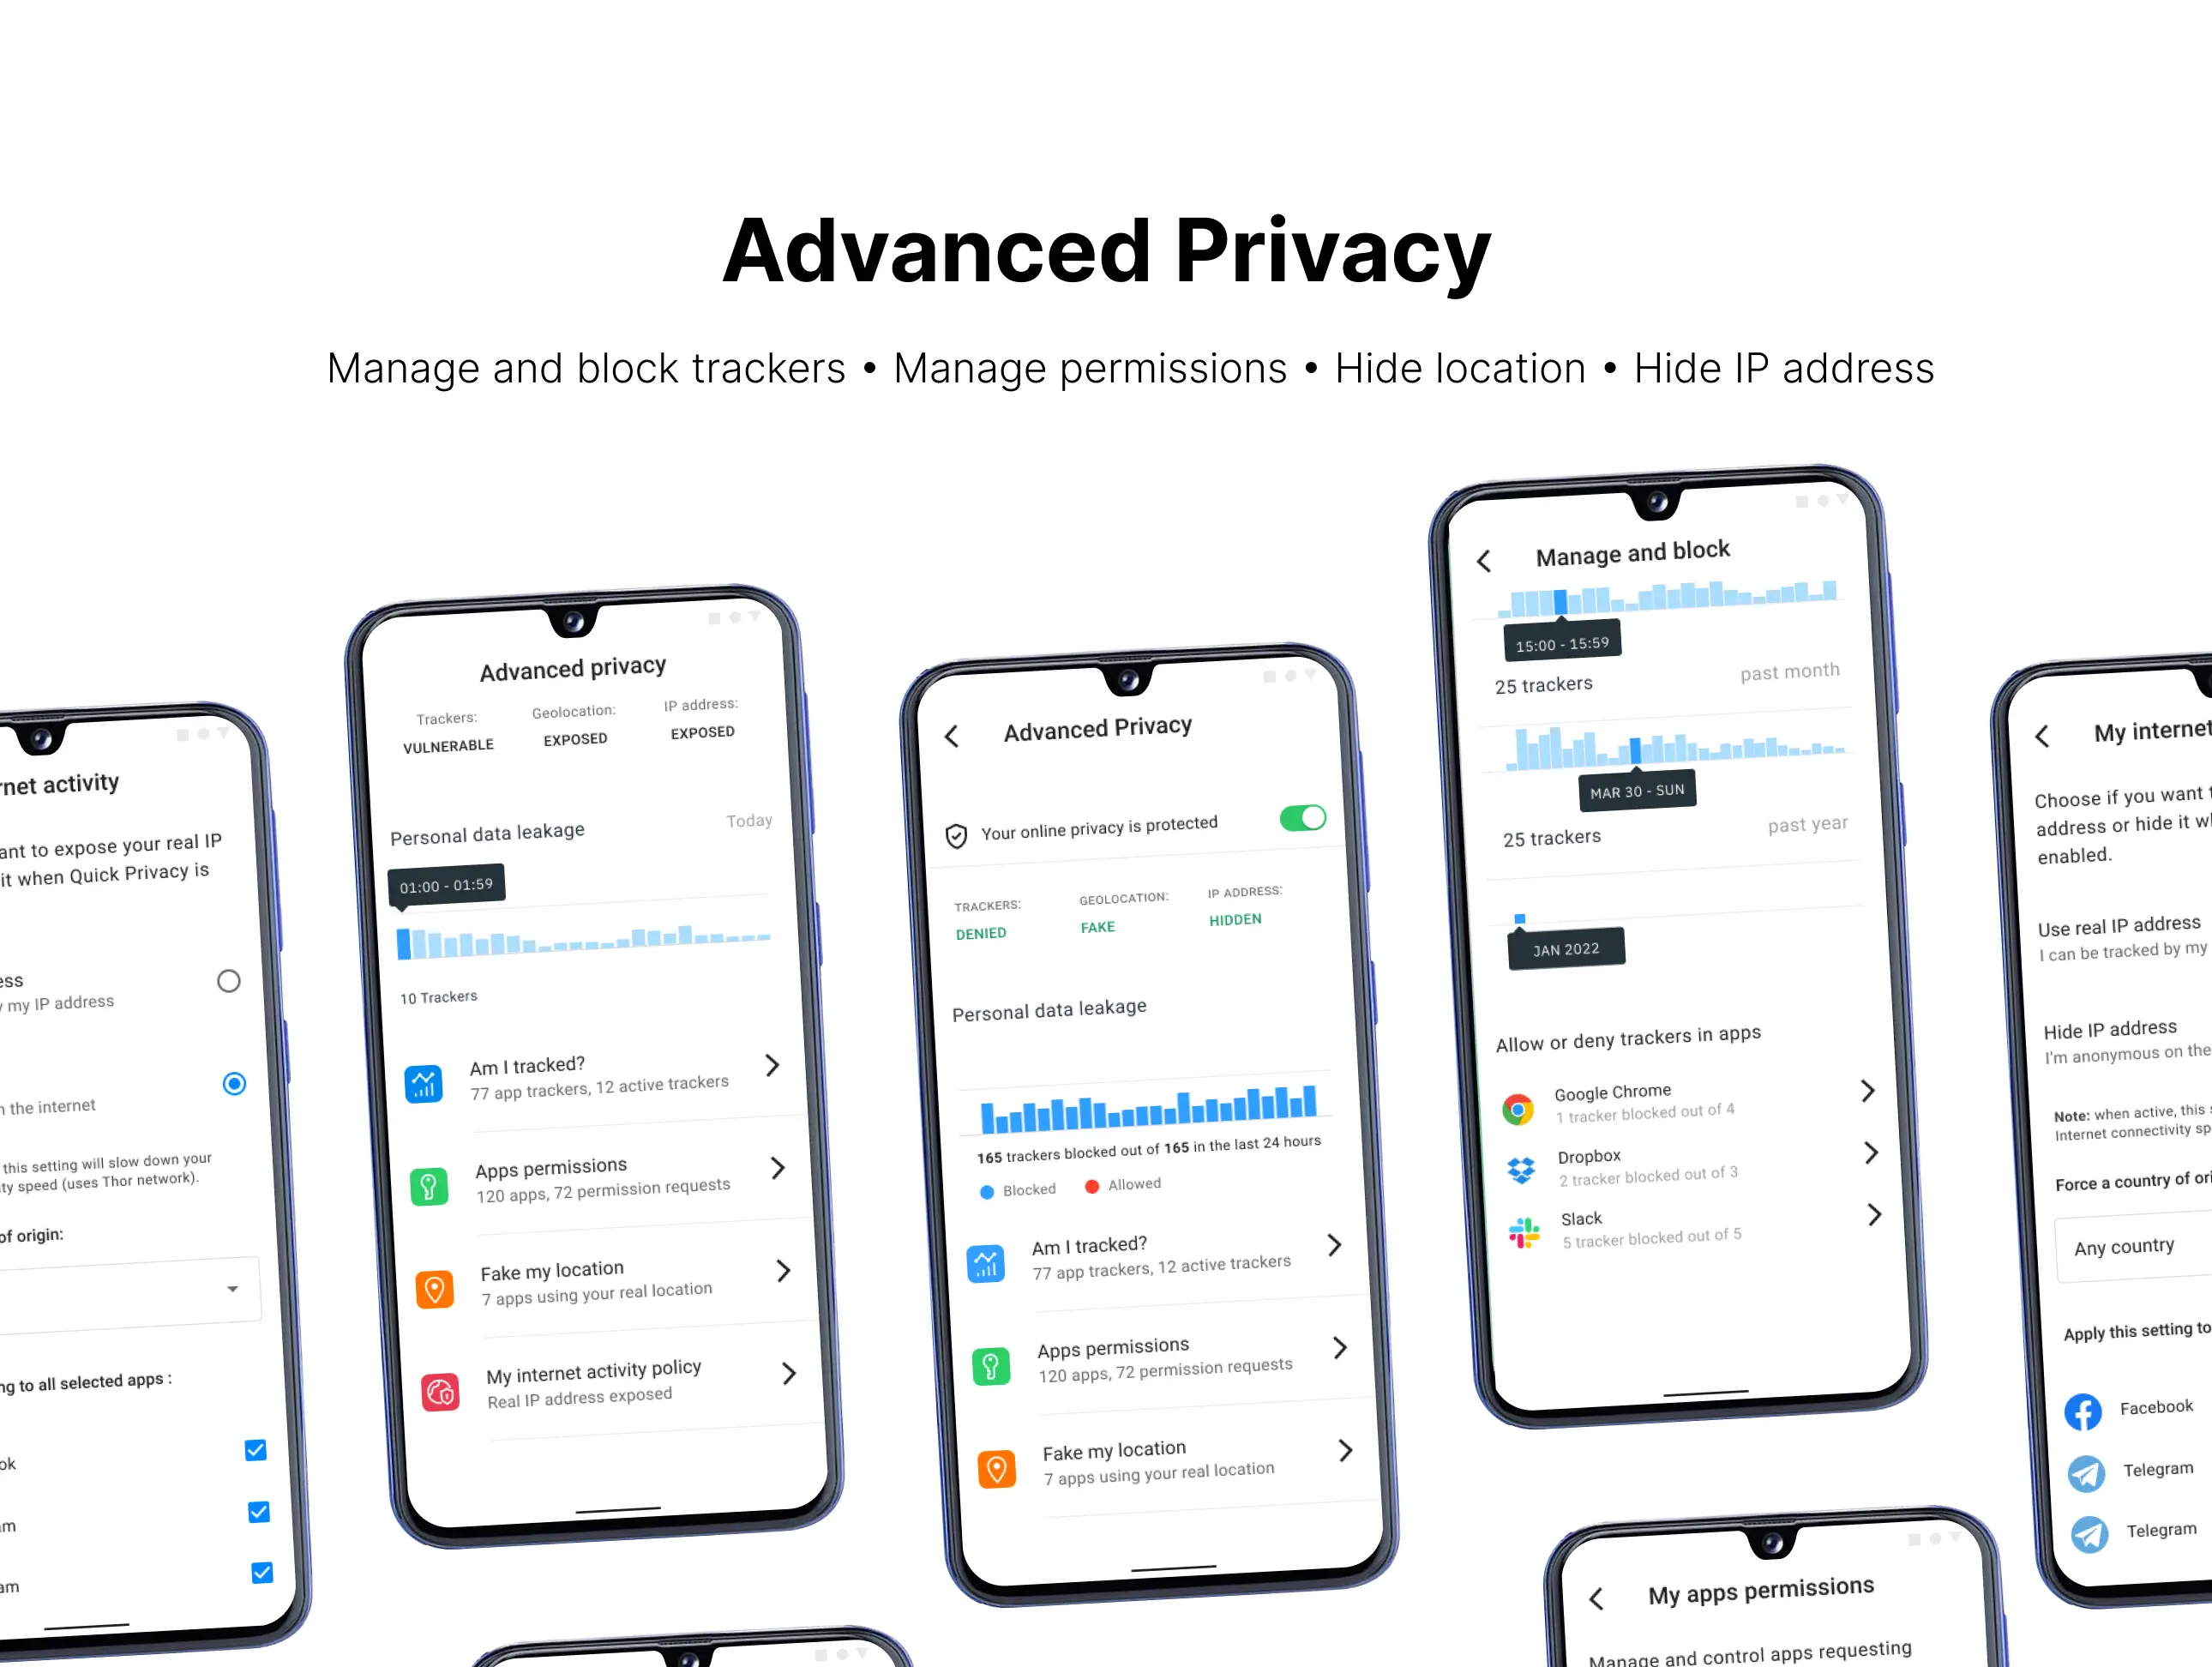 Advanced Privacy
Manage and block trackers • Manage permissions • Hide location • Hide IP address
rnet activity
ant to expose your real IP
it when Quick Privacy is
ess
my IP address
n the internet
this setting will slow down your
ty speed (uses Thor network).
of origin:
ng to all selected apps :
ok
am
am
Advanced privacy
Trackers:
VULNERABLE
Geolocation:
EXPOSED
IP address:
EXPOSED
Personal data leakage
Today
01:00 - 01:59
10 Trackers
Am I tracked?
77 app trackers, 12 active trackers
Apps permissions
120 apps, 72 permission requests
Fake my location
7 apps using your real location
My internet activity policy
Real IP address exposed
Advanced Privacy
Your online privacy is protected
TRACKERS:
DENIED
GEOLOCATION:
FAKE
IP ADDRESS:
HIDDEN
Personal data leakage
165 trackers blocked out of 165 in the last 24 hours
Blocked
Allowed
Am I tracked?
77 app trackers, 12 active trackers
Apps permissions
120 apps, 72 permission requests
Fake my location
7 apps using your real location
Manage and block
15:00 - 15:59
25 trackers
past month
MAR 30 - SUN
25 trackers
past year
JAN 2022
Allow or deny trackers in apps
Google Chrome
1 tracker blocked out of 4
Dropbox
2 tracker blocked out of 3
Slack
5 tracker blocked out of 5
My internet
Choose if you want
address or hide it w
enabled.
Use real IP address
I can be tracked by my
Hide IP address
I'm anonymous on the
Note: when active, this
Internet connectivity sp
Force a country of ori
Any country
Apply this setting to
Facebook
Telegram
Telegram
My apps permissions
Manage and control apps requesting